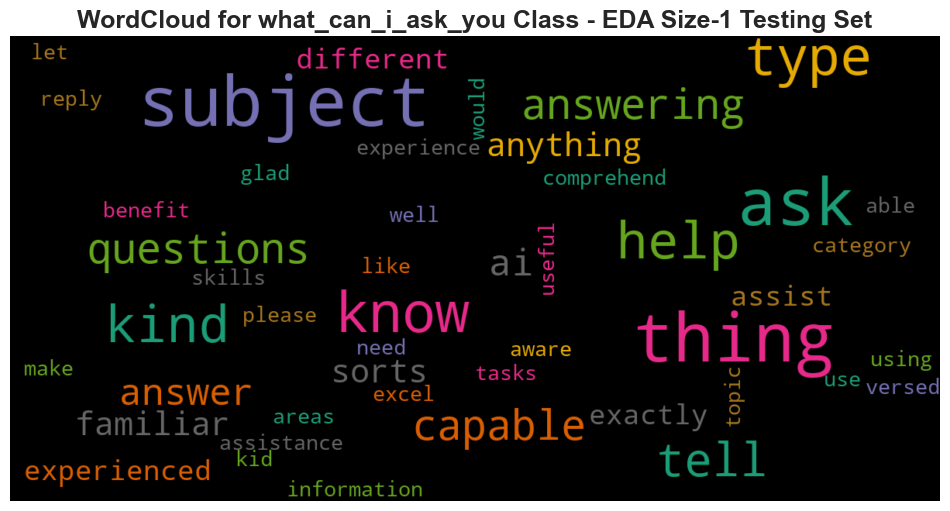 WordCloud for what_can_i_ask_you Class - EDA Size-1 Testing Set
let
different
type
reply
subject
would
answering
experience
anything
glad
comprehend
ask
able
benefit
well
help
category
questions
skills
like
ai
useful
assist
kind
please
know
thing
need
aware
using
make
sorts
tasks
use
versed
answer
excel
topic
familiar
areas
capable
exactly
assistance
experienced
kid
tell
information